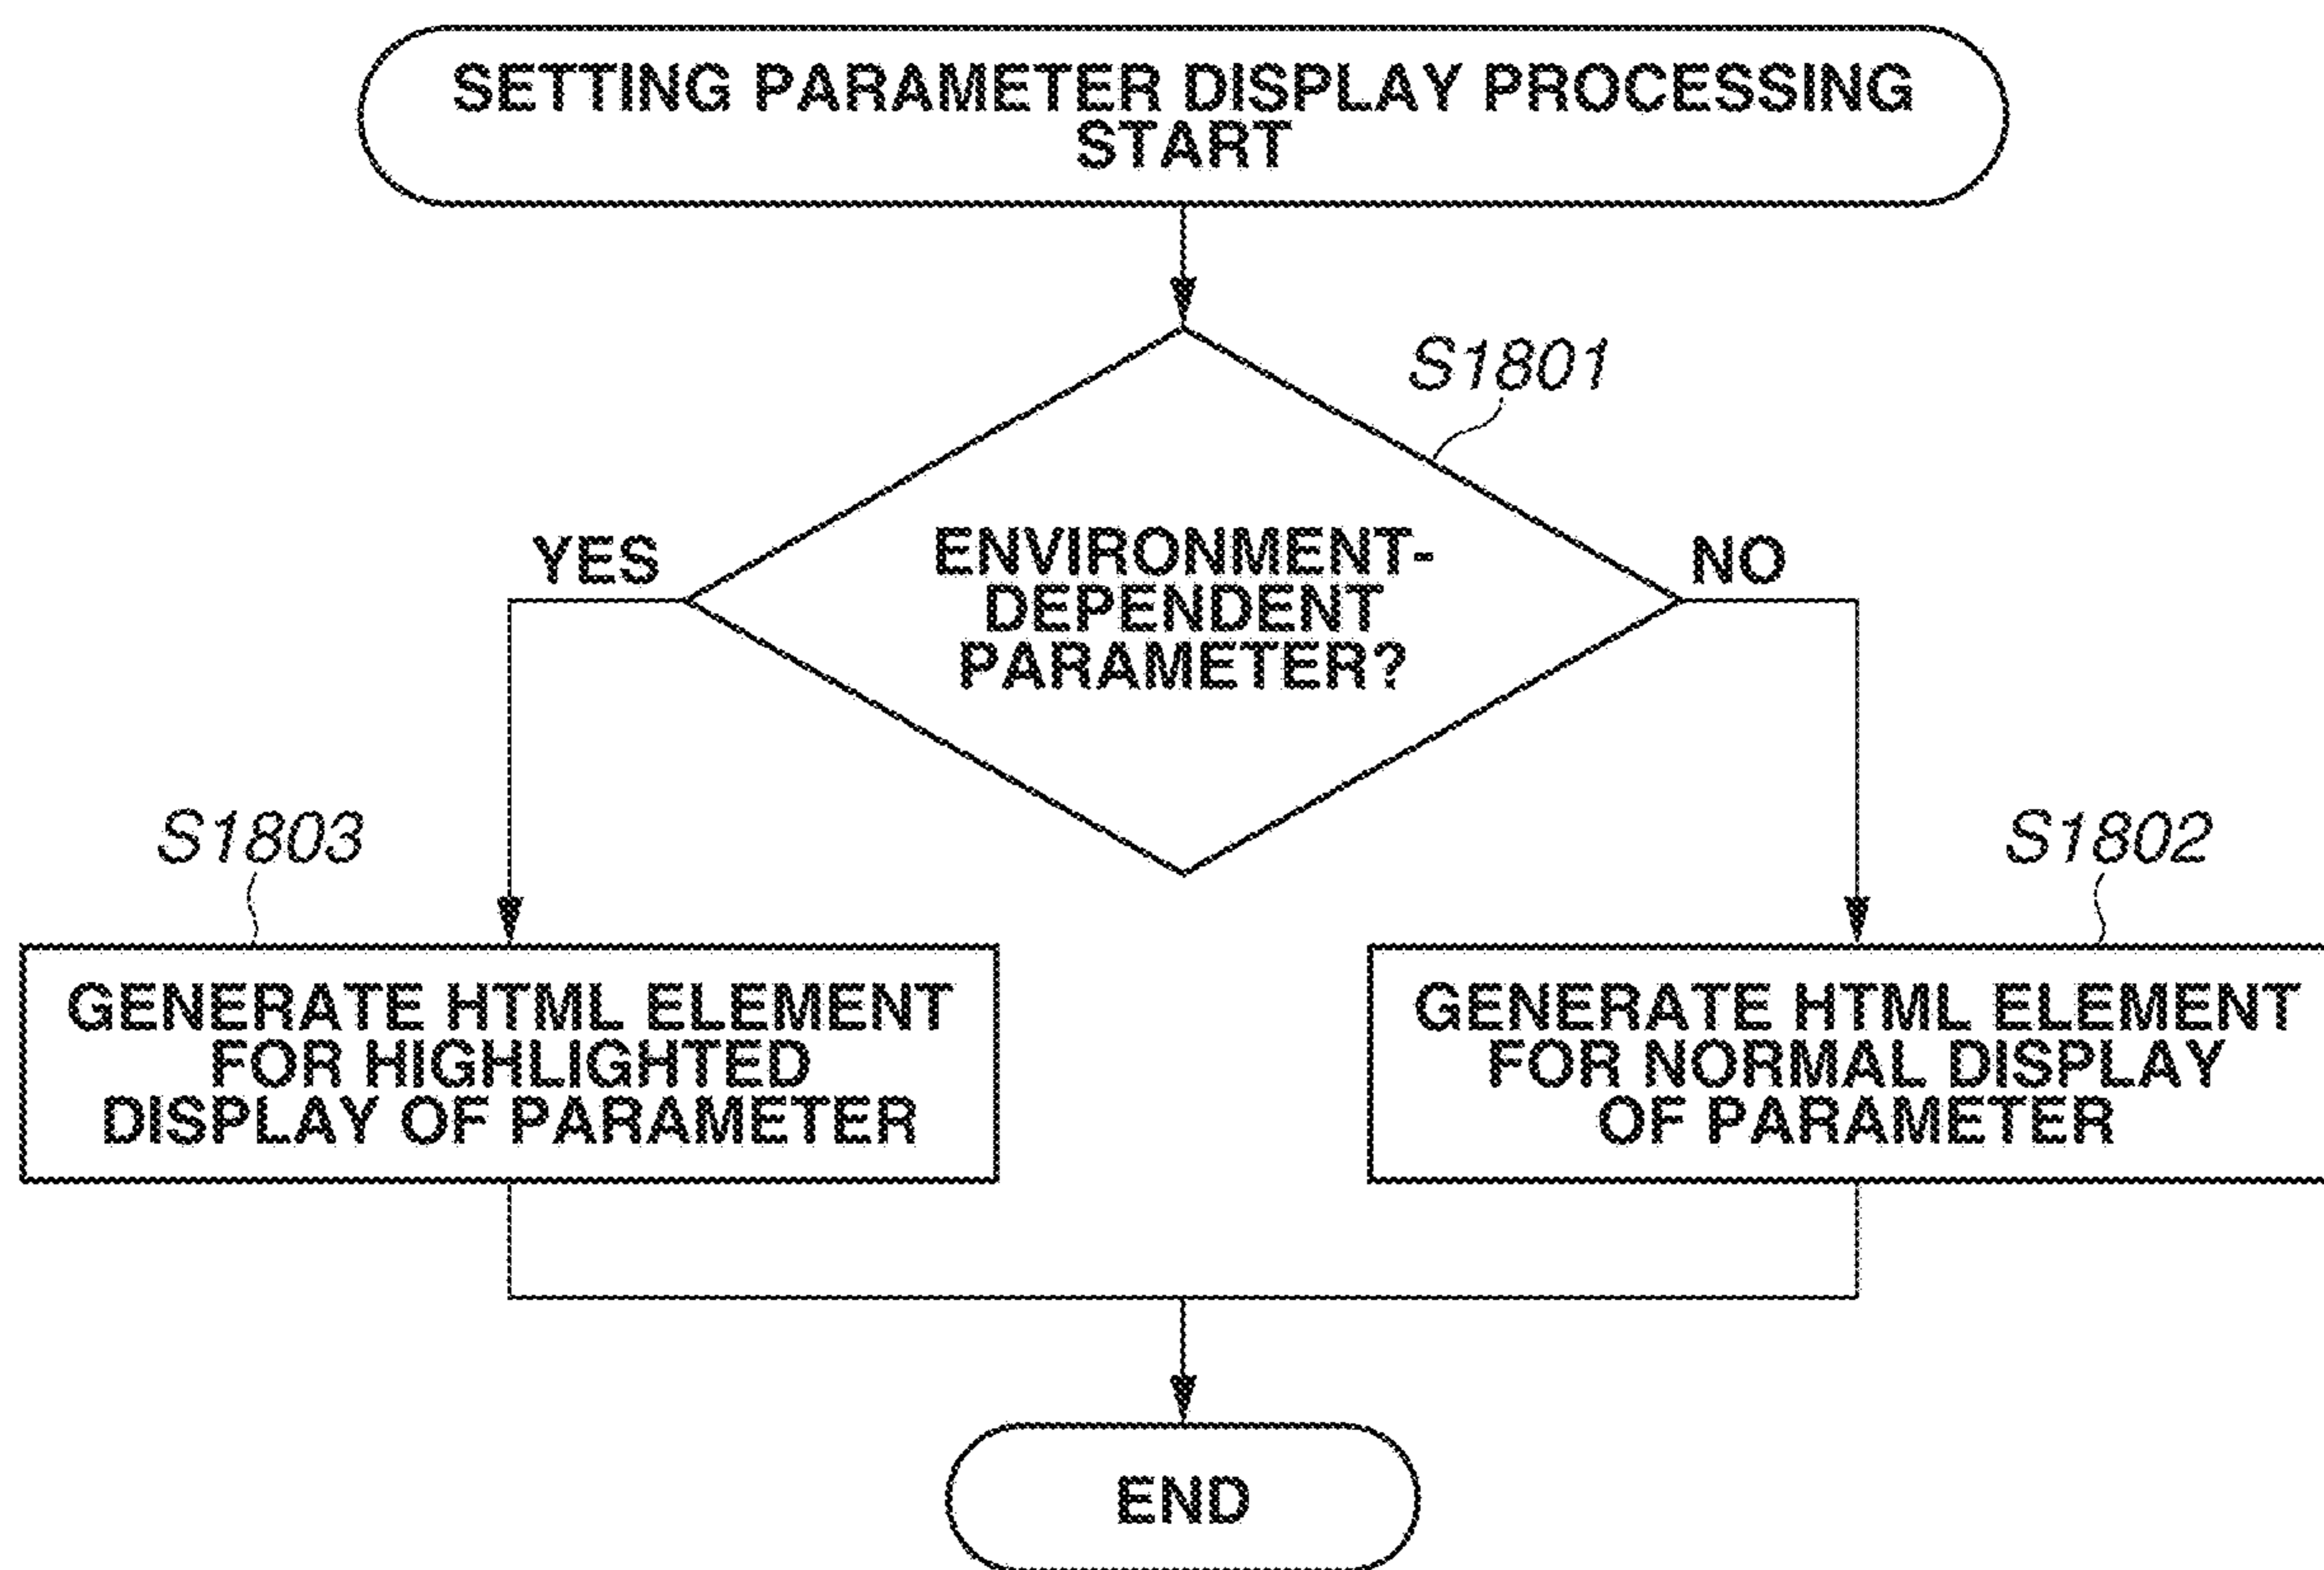 SETTING PARAMETER DISPLAY PROCESSING
START
S1801
ENVIRONMENT-
DEPENDENT
PARAMETER?
YES
NO
S1803
S1802
GENERATE HTML ELEMENT
FOR HIGHLIGHTED
DISPLAY OF PARAMETER
GENERATE HTML ELEMENT
FOR NORMAL DISPLAY
OF PARAMETER
END